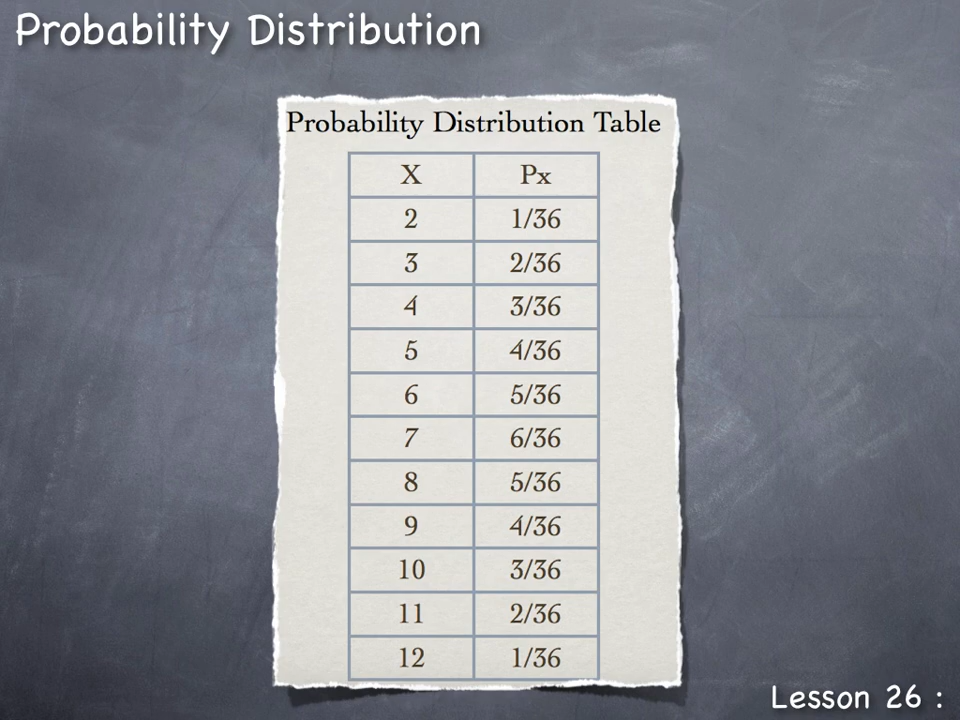 Probability Distribution
Probability Distribution Table
X Px
2 1/36
3 2/36
4 3/36
5 4/36
6 5/36
7 6/36
8 5/36
9 4/36
10 3/36
11 2/36
12 1/36
Lesson 26 :